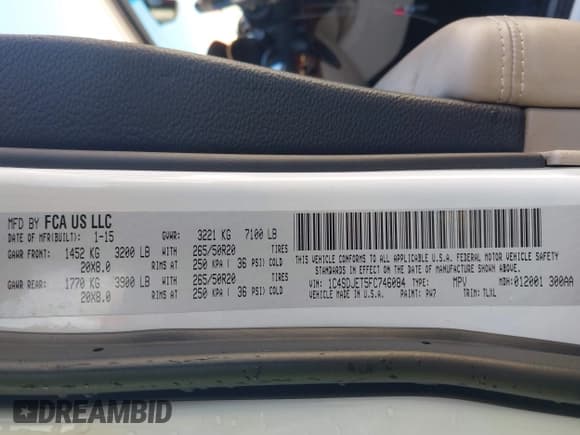 MFD BY FCA US LLC
DATE OF MFR(BUILT): 1-15 GVWR: 3221 KG 7100 LB
GAWR FRONT: 1452 KG 3200 LB WITH 265/50R20 TIRES
20X8.0 RIMS AT 250 KPA ( 36 PSI) COLD
GAWR REAR: 1770 KG 3900 LB WITH 265/50R20 TIRES
20X8.0 RIMS AT 250 KPA ( 36 PSI) COLD
THIS VEHICLE CONFORMS TO ALL APPLICABLE U.S.A. FEDERAL MOTOR VEHICLE SAFETY
STANDARDS IN EFFECT ON THE DATE OF MANUFACTURE SHOWN ABOVE.
VIN: 1C4SDJET5FC746084 TYPE: MPV MDH: 012001 300AA
MADE IN U.S.A. PAINT: PW7 TRIM: TLXL
DREAMBID